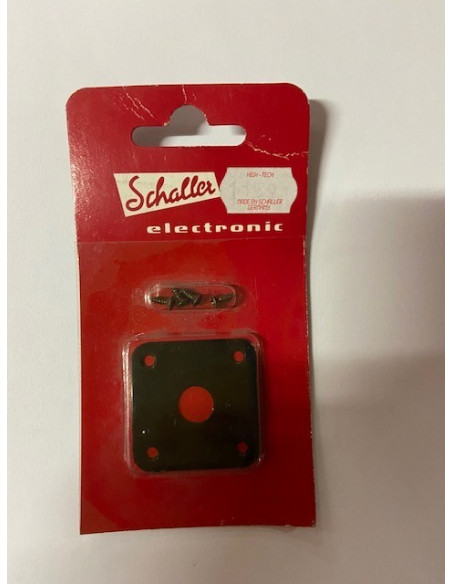 HIGH-TECH
Schaller
MADE BY SCHALLER
GERMANY
electronic